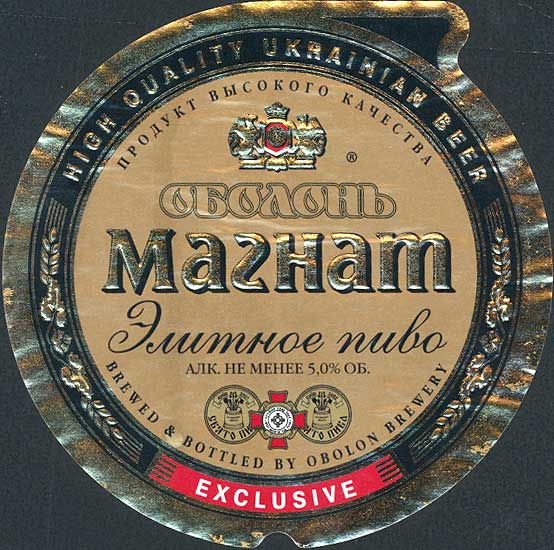 HIGH QUALITY UKRAINIAN BEER
ПРОДУКТ ВЫСОКОГО КАЧЕСТВА
®
ОБОЛОНЬ
Магнат
Элитное пиво
АЛК. НЕ МЕНЕЕ 5,0% ОБ.
BREWED & BOTTLED BY OBOLON BREWERY
EXCLUSIVE